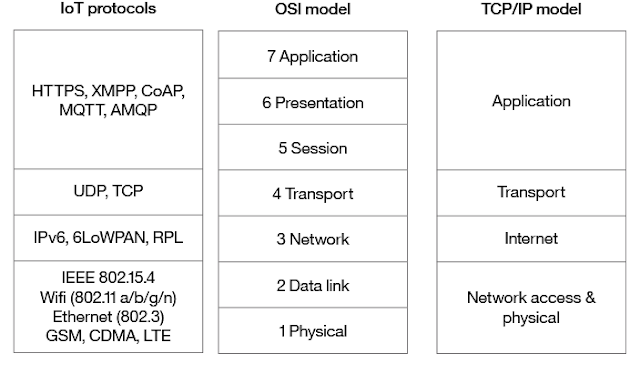 IoT protocols
HTTPS, XMPP, CoAP,
MQTT, AMQP
UDP, TCP
IPv6, 6LoWPAN, RPL
IEEE 802.15.4
Wifi (802.11 a/b/g/n)
Ethernet (802.3)
GSM, CDMA, LTE
OSI model
7 Application
6 Presentation
5 Session
4 Transport
3 Network
2 Data link
1 Physical
TCP/IP model
Application
Transport
Internet
Network access &
physical